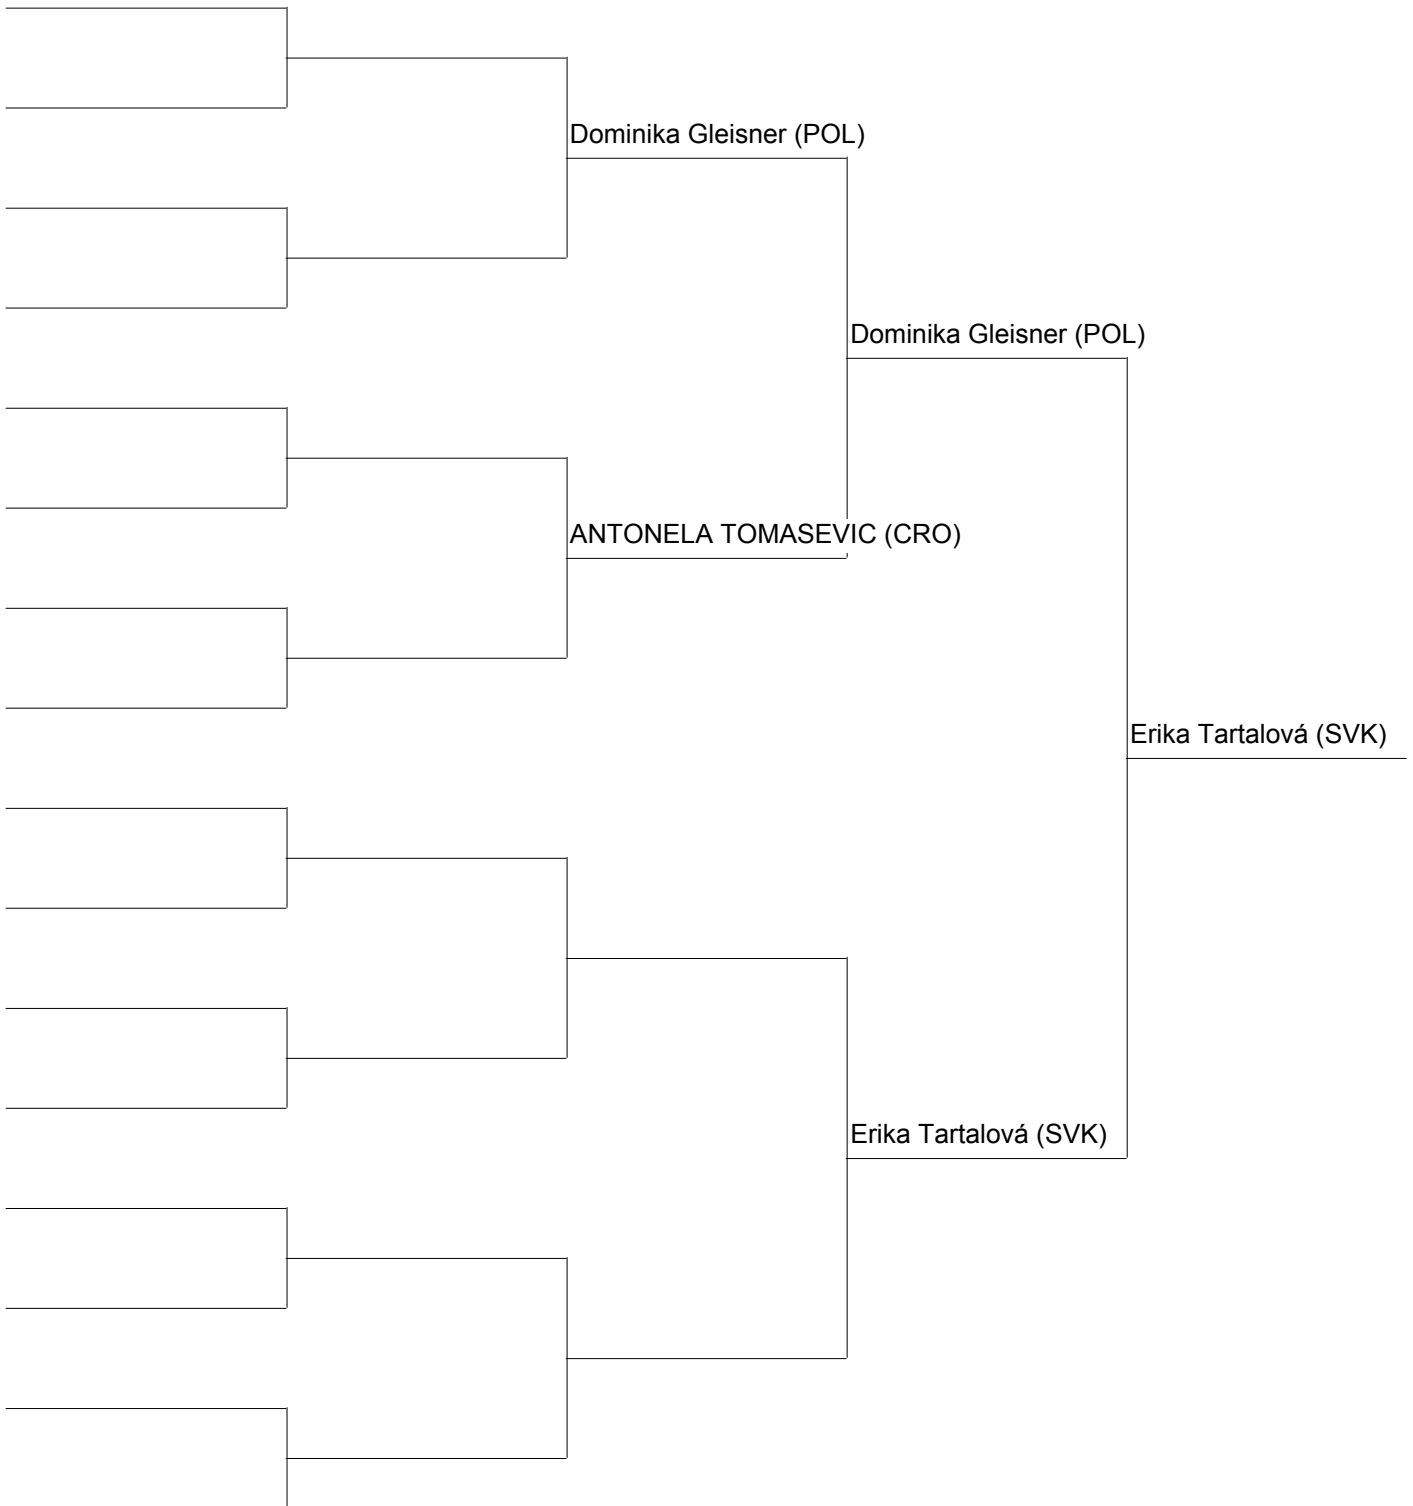 Dominika Gleisner (POL)
Dominika Gleisner (POL)
ANTONELA TOMASEVIC (CRO)
Erika Tartalová (SVK)
Erika Tartalová (SVK)